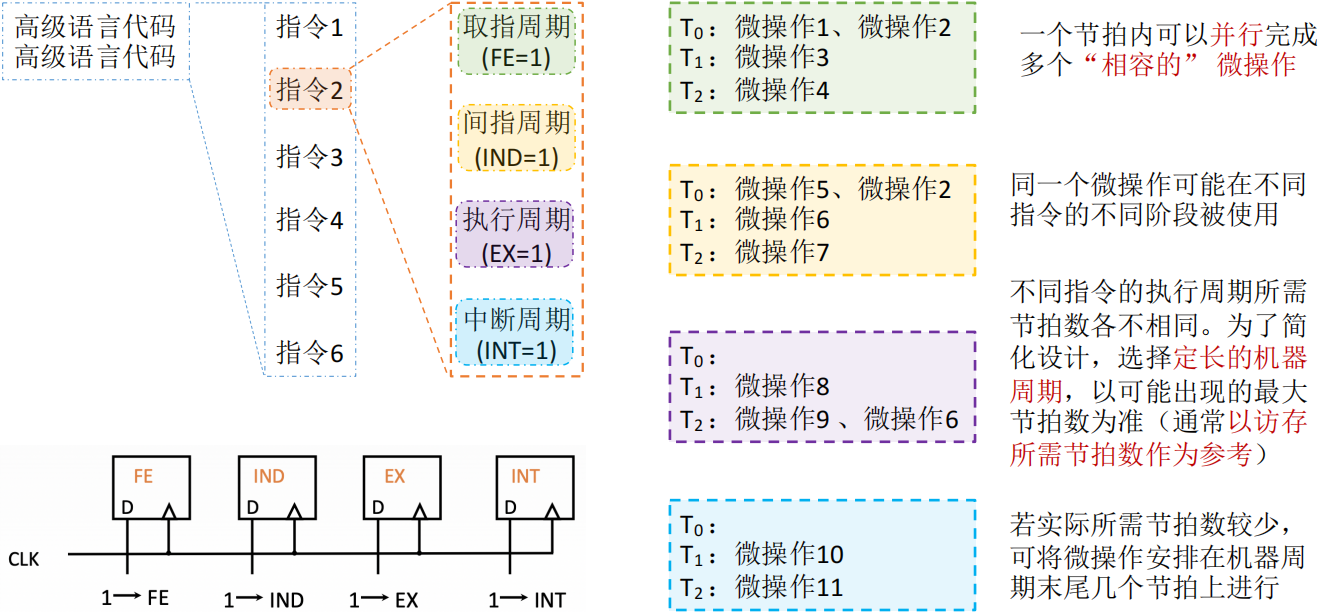 高级语言代码
高级语言代码
指令1
指令2
指令3
指令4
指令5
指令6
取指周期
(FE=1)
间指周期
(IND=1)
执行周期
(EX=1)
中断周期
(INT=1)
T₀：微操作1、微操作2
T₁：微操作3
T₂：微操作4
一个节拍内可以并行完成
多个“相容的” 微操作
T₀：微操作5、微操作2
T₁：微操作6
T₂：微操作7
同一个微操作可能在不同
指令的不同阶段被使用
T₀：
T₁：微操作8
T₂：微操作9 、微操作6
不同指令的执行周期所需
节拍数各不相同。为了简
化设计，选择定长的机器
周期，以可能出现的最大
节拍数为准（通常以访存
所需节拍数作为参考）
T₀：
T₁：微操作10
T₂：微操作11
若实际所需节拍数较少，
可将微操作安排在机器周
期末尾几个节拍上进行
FE
IND
EX
INT
D
D
D
D
CLK
1→FE
1→IND
1→EX
1→INT